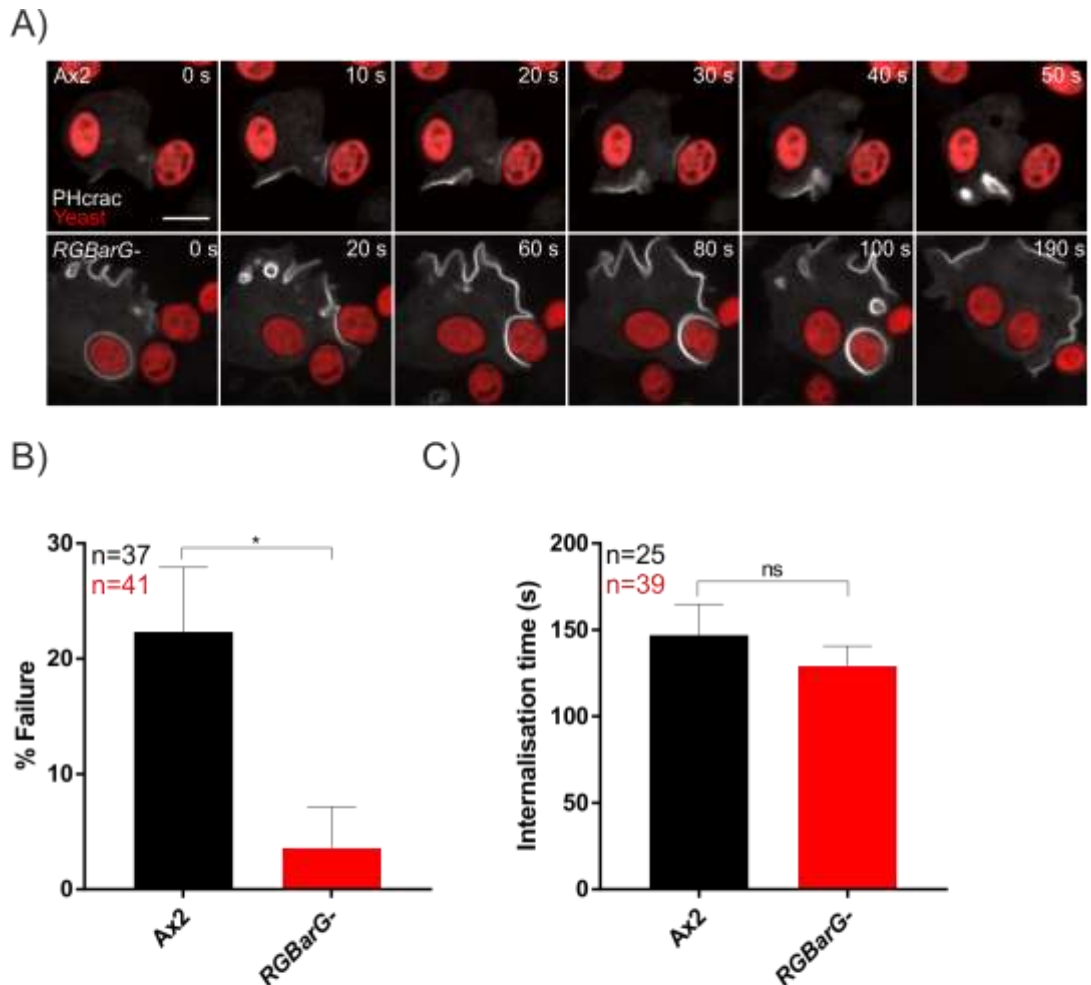 A)
Ax2 0 s 10 s 20 s 30 s 40 s 50 s
PHcrac
Yeast
RGBarG- 0 s 20 s 60 s 80 s 100 s 190 s
B)
C)
% Failure
30
20
10
0
n=37
n=41
*
Ax2
RGBarG-
Internalisation time (s)
200
150
100
50
0
n=25
n=39
ns
Ax2
RGBarG-